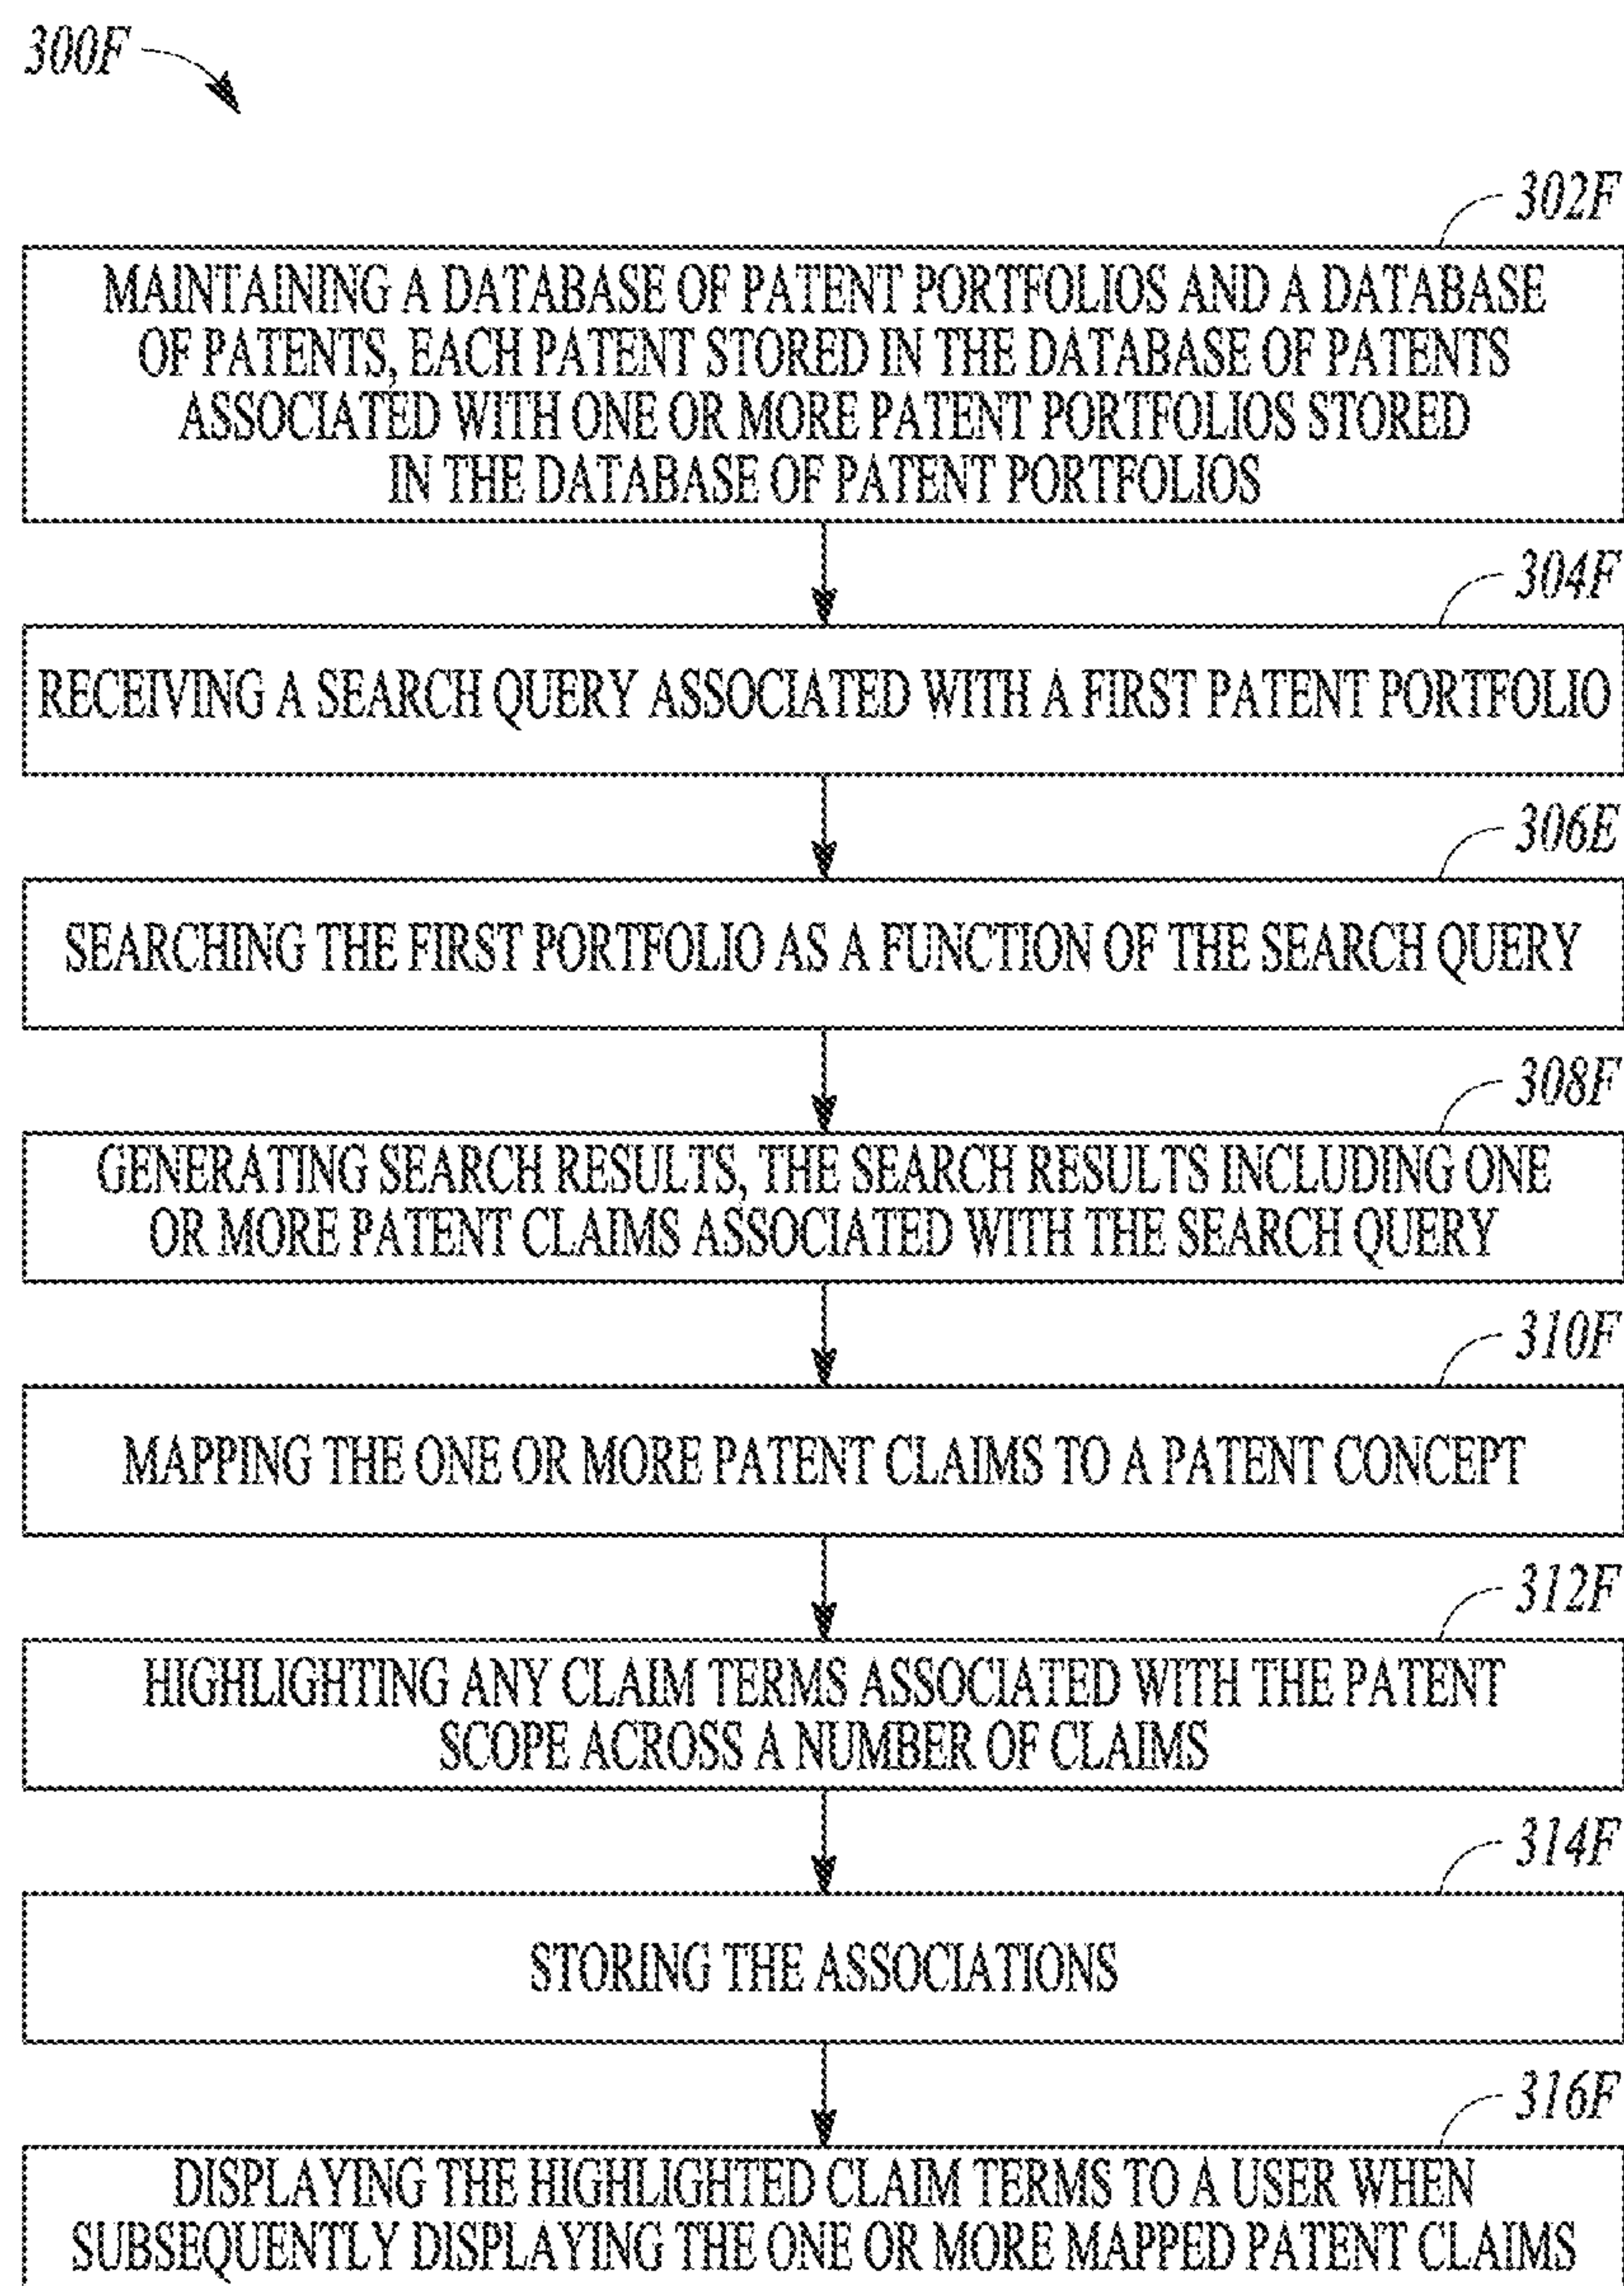 300F
302F
MAINTAINING A DATABASE OF PATENT PORTFOLIOS AND A DATABASE
OF PATENTS, EACH PATENT STORED IN THE DATABASE OF PATENTS
ASSOCIATED WITH ONE OR MORE PATENT PORTFOLIOS STORED
IN THE DATABASE OF PATENT PORTFOLIOS
304F
RECEIVING A SEARCH QUERY ASSOCIATED WITH A FIRST PATENT PORTFOLIO
306E
SEARCHING THE FIRST PORTFOLIO AS A FUNCTION OF THE SEARCH QUERY
308F
GENERATING SEARCH RESULTS, THE SEARCH RESULTS INCLUDING ONE
OR MORE PATENT CLAIMS ASSOCIATED WITH THE SEARCH QUERY
310F
MAPPING THE ONE OR MORE PATENT CLAIMS TO A PATENT CONCEPT
312F
HIGHLIGHTING ANY CLAIM TERMS ASSOCIATED WITH THE PATENT
SCOPE ACROSS A NUMBER OF CLAIMS
314F
STORING THE ASSOCIATIONS
316F
DISPLAYING THE HIGHLIGHTED CLAIM TERMS TO A USER WHEN
SUBSEQUENTLY DISPLAYING THE ONE OR MORE MAPPED PATENT CLAIMS